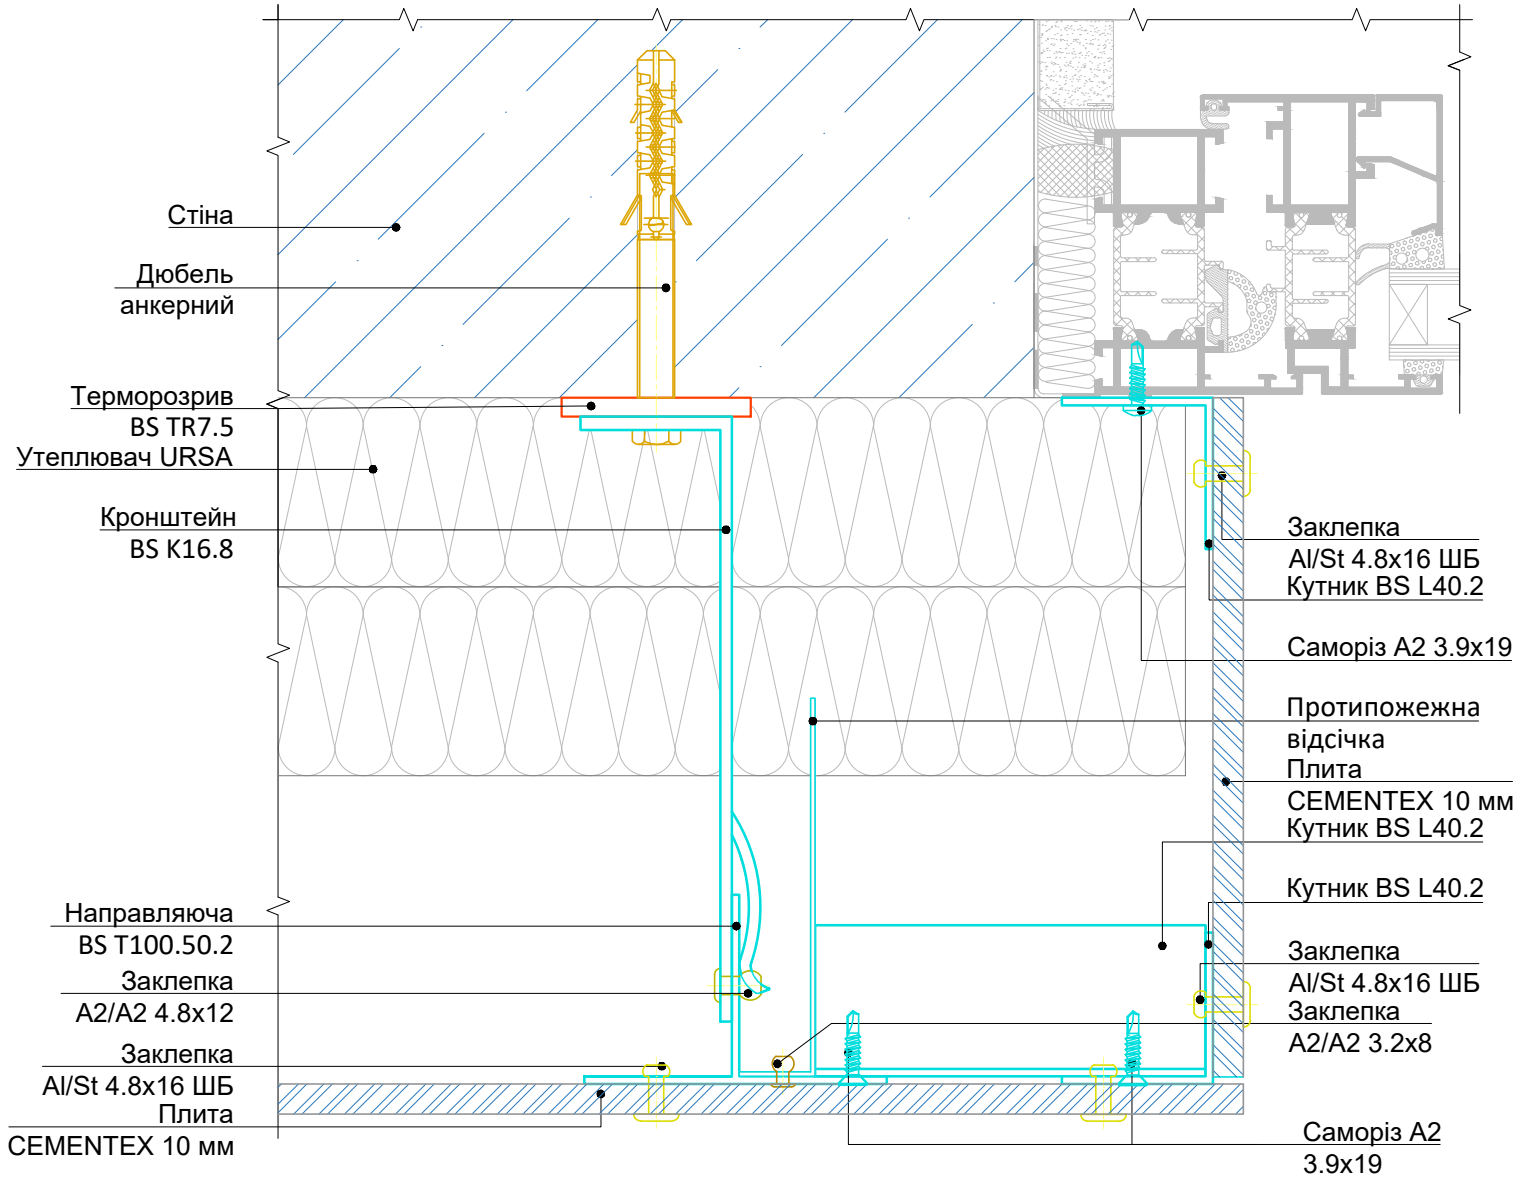 Стіна
Дюбель
анкерний
Терморозрив
BS TR7.5
Утеплювач URSA
Кронштейн
BS K16.8
Направляюча
BS T100.50.2
Заклепка
A2/A2 4.8x12
Заклепка
Al/St 4.8x16 ШБ
Плита
CEMENTEX 10 мм
Заклепка
Al/St 4.8x16 ШБ
Кутник BS L40.2
Саморіз А2 3.9x19
Протипожежна
відсічка
Плита
CEMENTEX 10 мм
Кутник BS L40.2
Кутник BS L40.2
Заклепка
Al/St 4.8x16 ШБ
Заклепка
A2/A2 3.2x8
Саморіз А2
3.9x19